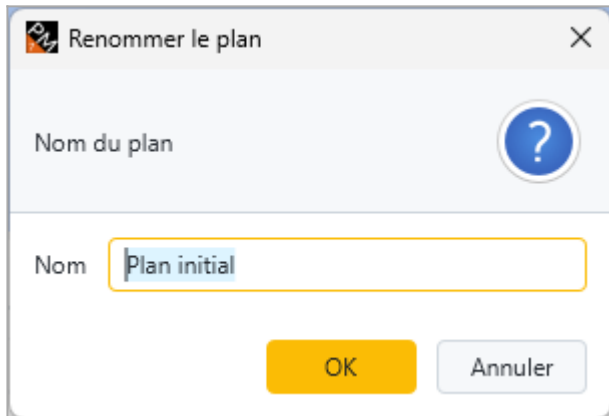 Renommer le plan
Nom du plan
Nom
Plan initial
OK
Annuler